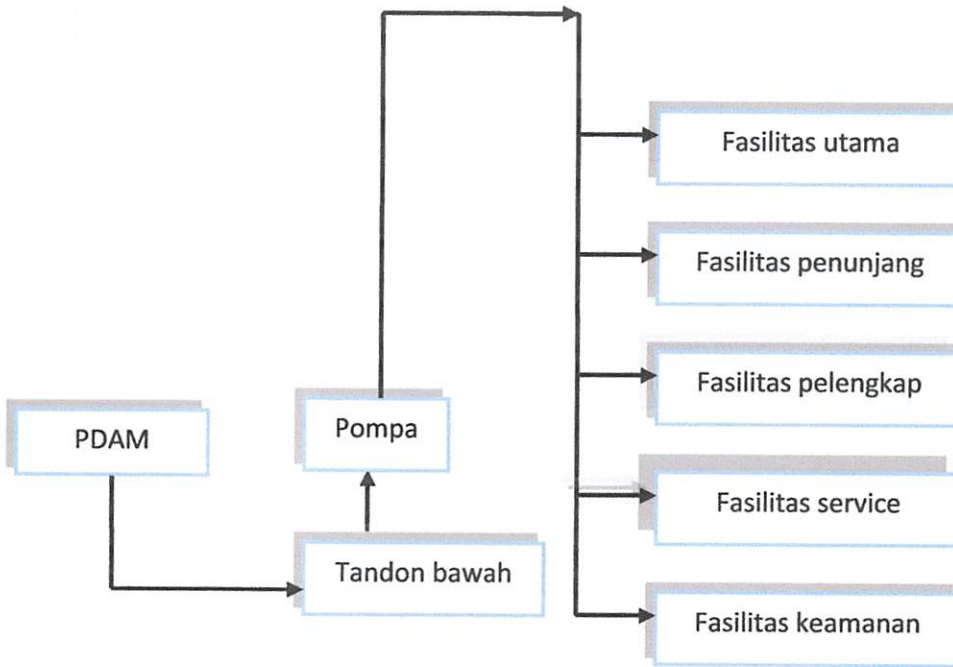 Fasilitas utama
Fasilitas penunjang
Fasilitas pelengkap
PDAM
Pompa
Fasilitas service
Tandon bawah
Fasilitas keamanan